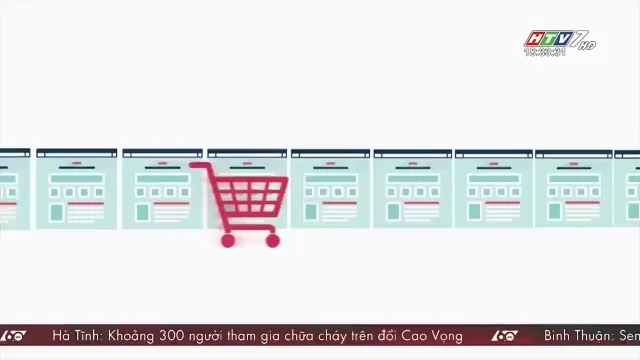 HTV7 HD
18:33:31
Hà Tĩnh: Khoảng 300 người tham gia chữa cháy trên đồi Cao Vọng
Bình Thuận: Sen